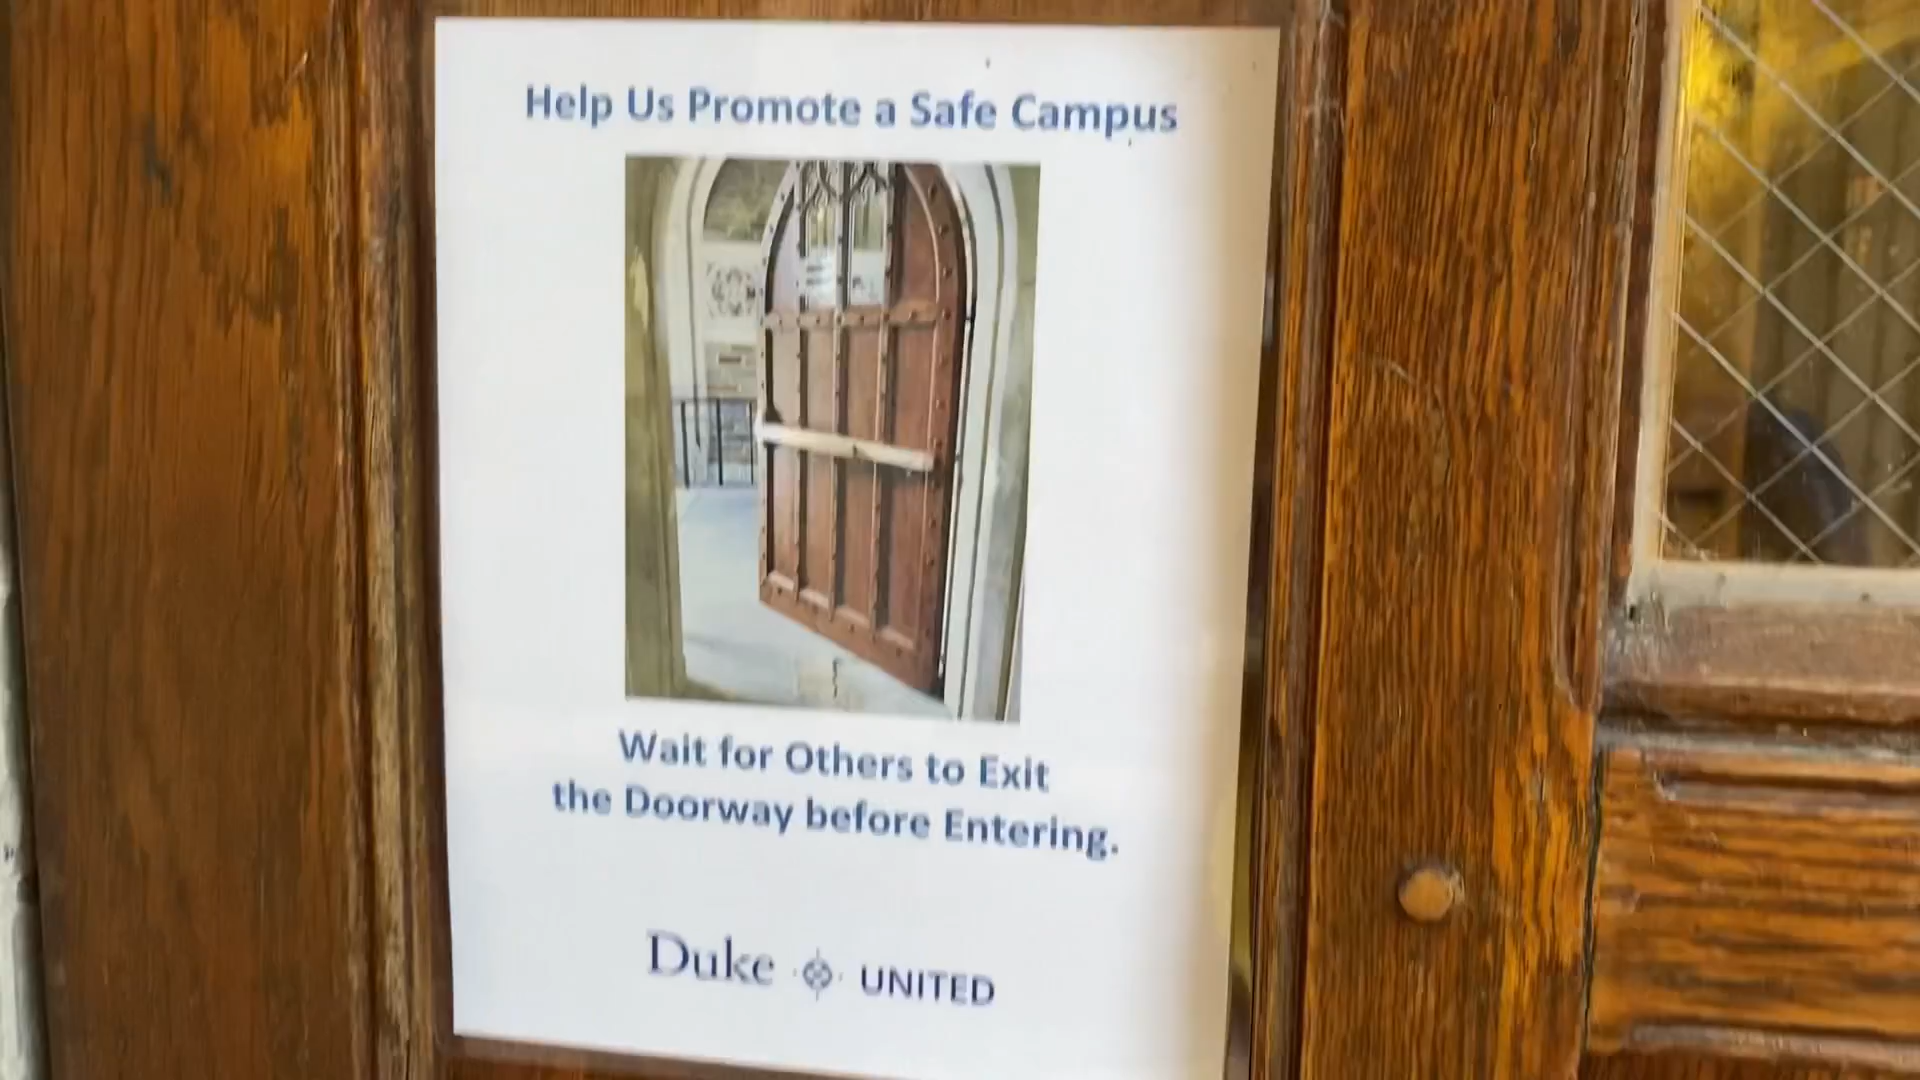 Help Us Promote a Safe Campus
Wait for Others to Exit
the Doorway before Entering.
Duke UNITED